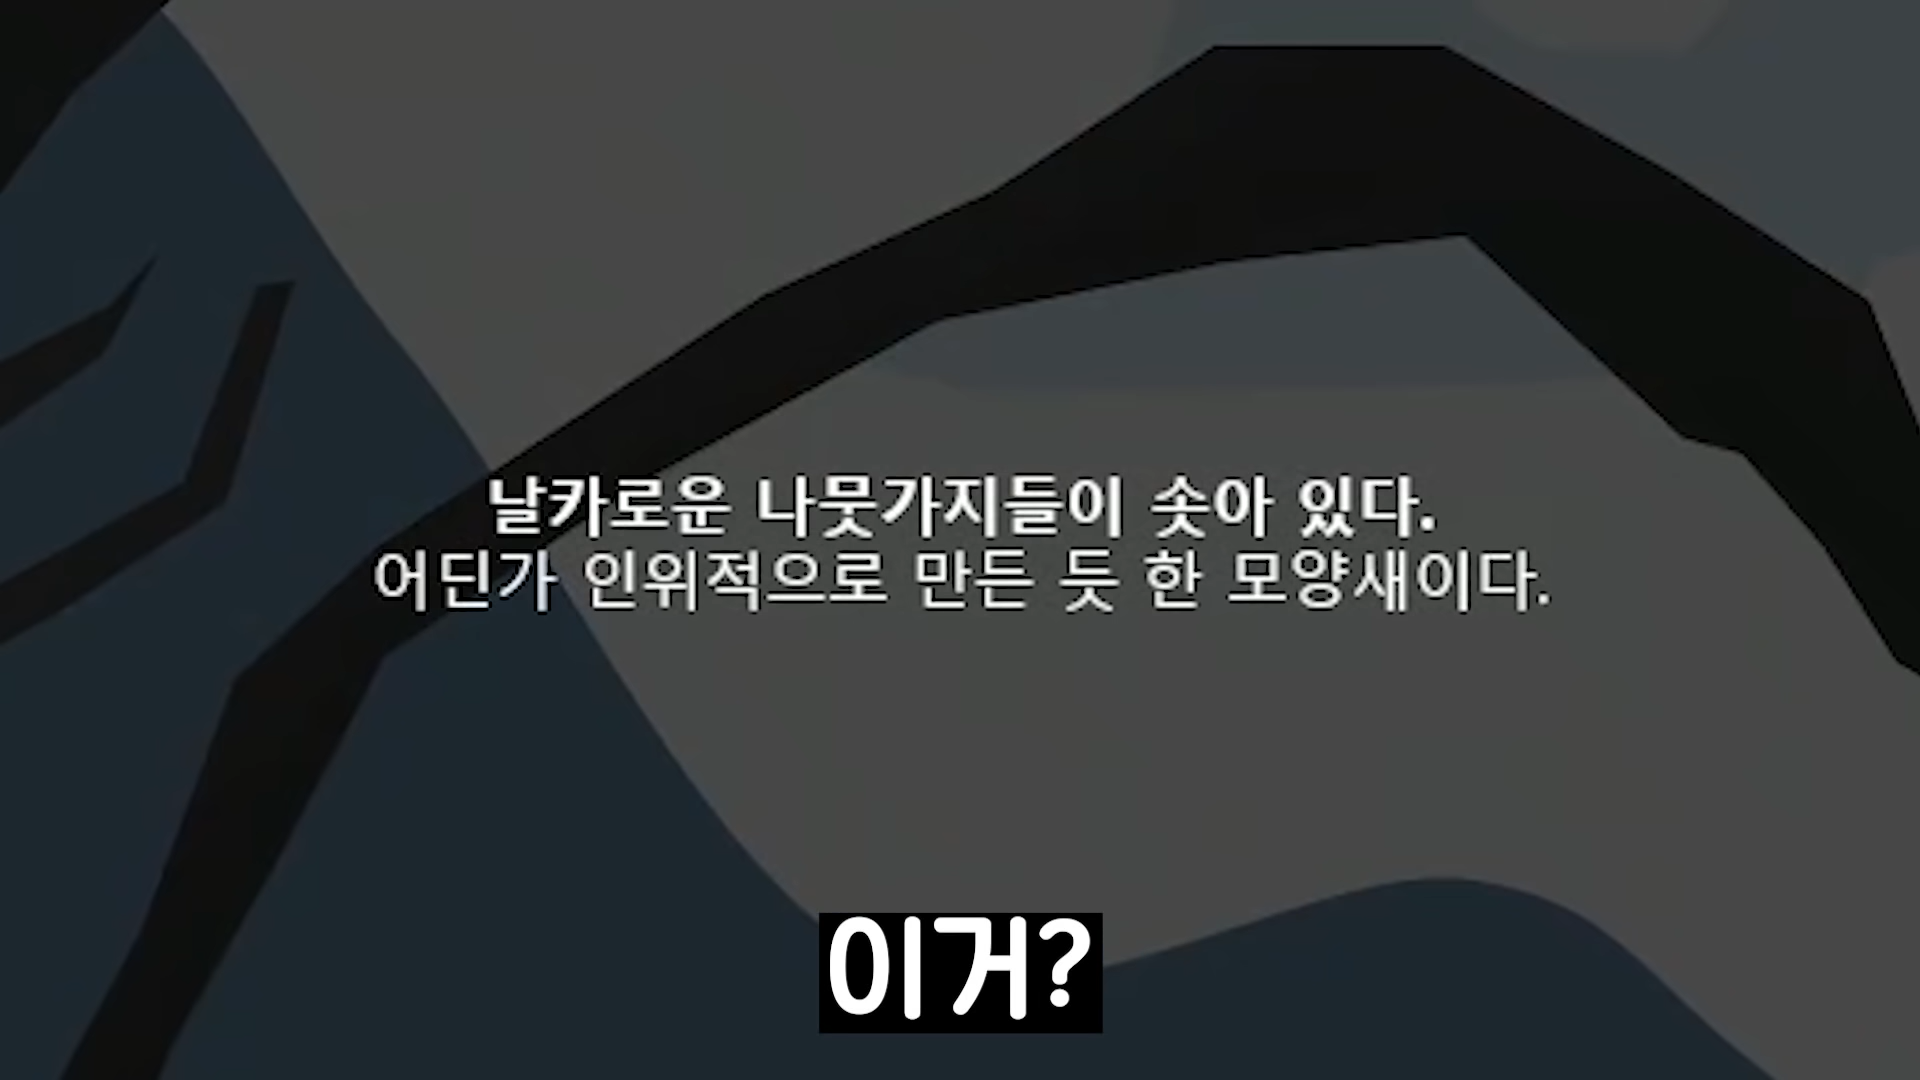 날카로운 나뭇가지들이 솟아 있다.
어딘가 인위적으로 만든 듯 한 모양새이다.
이거?